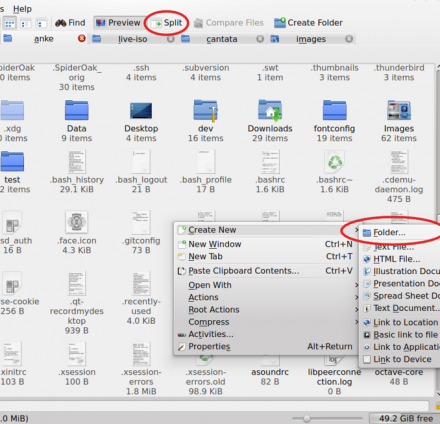 s Help
Find Preview Split Compare Files Create Folder
anke live-iso cantata images
.SpiderOak .SpiderOak_ orig .ssh .subversion .swt .thumbnails .thunderbird
0 items 30 items 4 items 4 items 1 item 3 items 3 items
.xdg Data Desktop dev Downloads fontconfig Images
0 items 9 items 4 items 16 items 29 items 19 items 62 items
test .bash_history .bash_logout .bash_profile .bashrc .bashrc~ .cdemu-daemon.log
2 items 29.1 KiB 21 B 17 B 1.6 KiB 1.6 KiB 475 B
sd_auth .face.icon .gitconfig
16 B 4.3 KiB 73 B
se-cookie .qt-recordmydesktop .recently-used
256 B 939 B 4.0 KiB
xinitrc .xsession .xsession-errors .xsession-errors.old asoundrc libpeerconnection.log octave-core
103 B 100 B 1.8 MiB 98.9 KiB 82 B 0 B 48 B
Create New
New Window Ctrl+N
New Tab Ctrl+T
Paste Clipboard Contents... Ctrl+V
Open With
Actions
Root Actions
Compress
Activities...
Properties Alt+Return
Folder...
Text File...
HTML File...
Illustration Docu
Presentation Doc
Spread Sheet Do
Text Document...
Link to Location
Basic link to file
Link to Applicati
Link to Device
.0 MiB) 49.2 GiB free